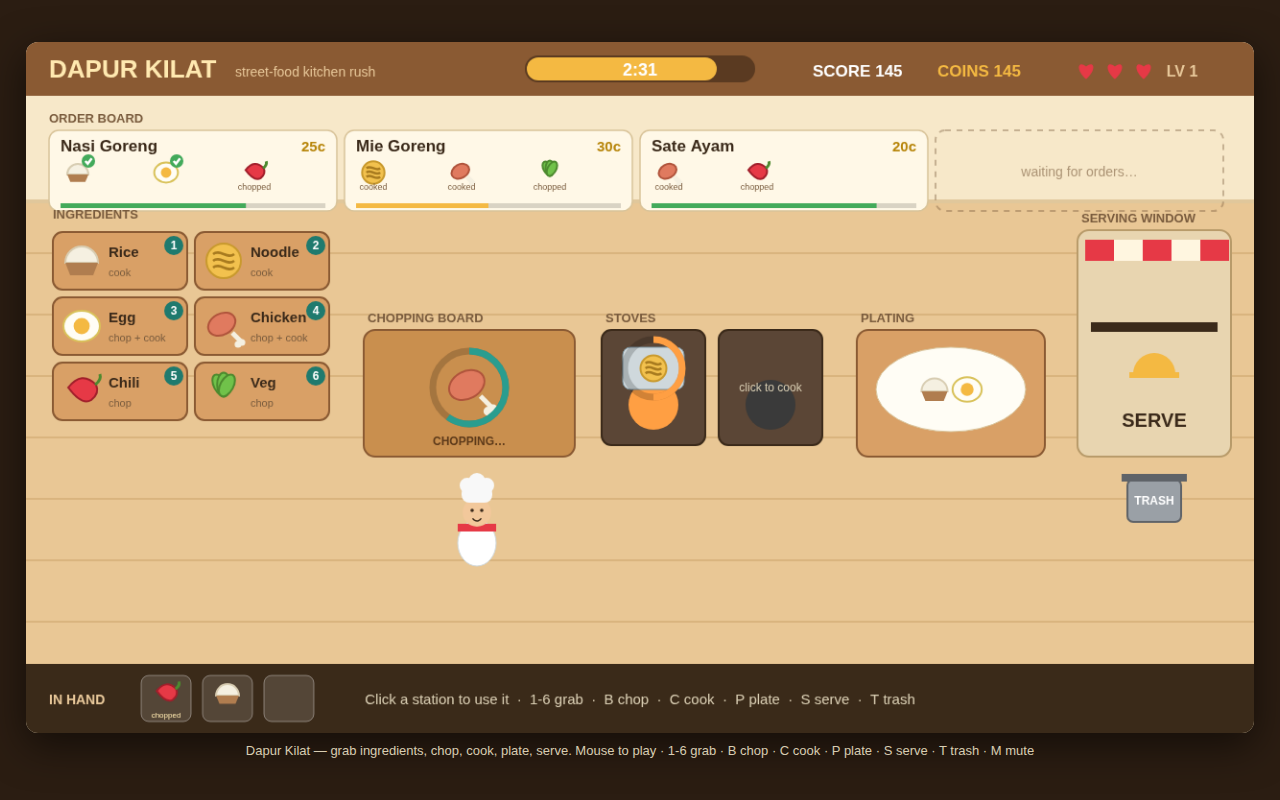 DAPUR KILAT street-food kitchen rush 2:31 SCORE 145 COINS 145 LV 1
ORDER BOARD
Nasi Goreng 25c
chopped
Mie Goreng 30c
cooked cooked chopped
Sate Ayam 20c
cooked chopped
waiting for orders…
INGREDIENTS
Rice 1
cook
Noodle 2
cook
Egg 3
chop + cook
Chicken 4
chop + cook
Chili 5
chop
Veg 6
chop
CHOPPING BOARD
CHOPPING…
STOVES
click to cook
PLATING
SERVING WINDOW
SERVE
TRASH
IN HAND
chopped
Click a station to use it · 1-6 grab · B chop · C cook · P plate · S serve · T trash
Dapur Kilat — grab ingredients, chop, cook, plate, serve. Mouse to play · 1-6 grab · B chop · C cook · P plate · S serve · T trash · M mute